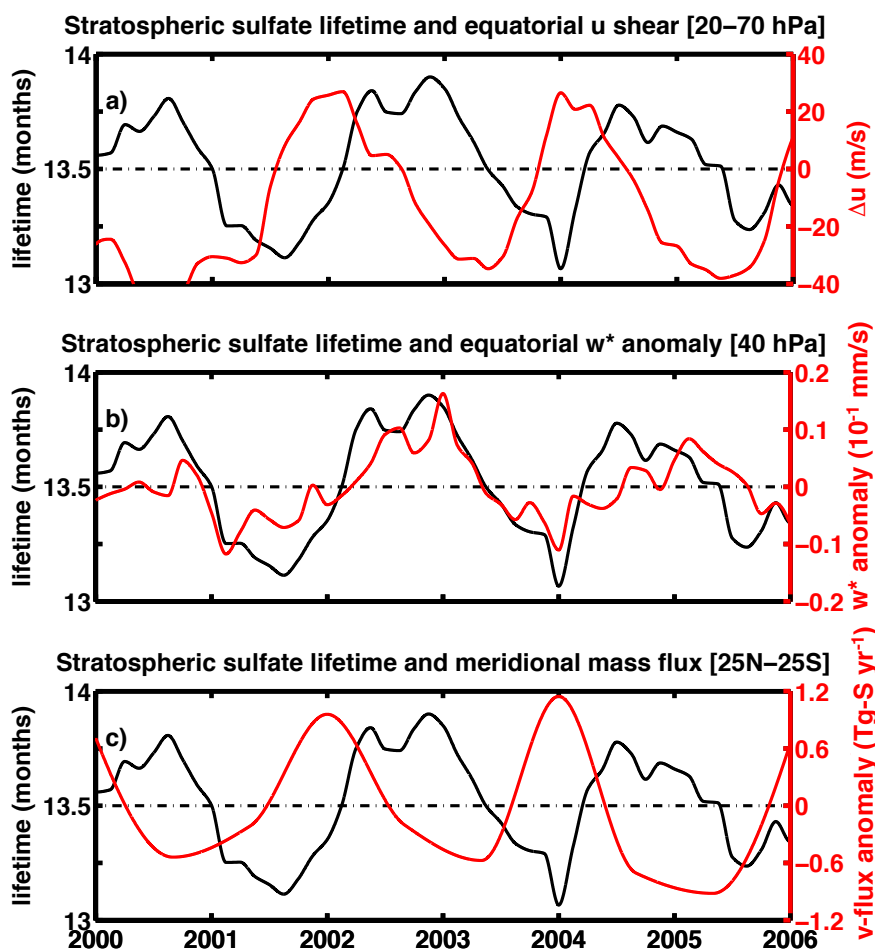 Stratospheric sulfate lifetime and equatorial u shear [20–70 hPa]
a)
lifetime (months)
14
13.5
13
40
20
0
−20
−40
Δu (m/s)
Stratospheric sulfate lifetime and equatorial w* anomaly [40 hPa]
b)
lifetime (months)
14
13.5
13
0.2
0.1
0
−0.1
−0.2
w* anomaly (10⁻¹ mm/s)
Stratospheric sulfate lifetime and meridional mass flux [25N−25S]
c)
lifetime (months)
14
13.5
13
1.2
0.6
0
−0.6
−1.2
v−flux anomaly (Tg−S yr⁻¹)
2000 2001 2002 2003 2004 2005 2006